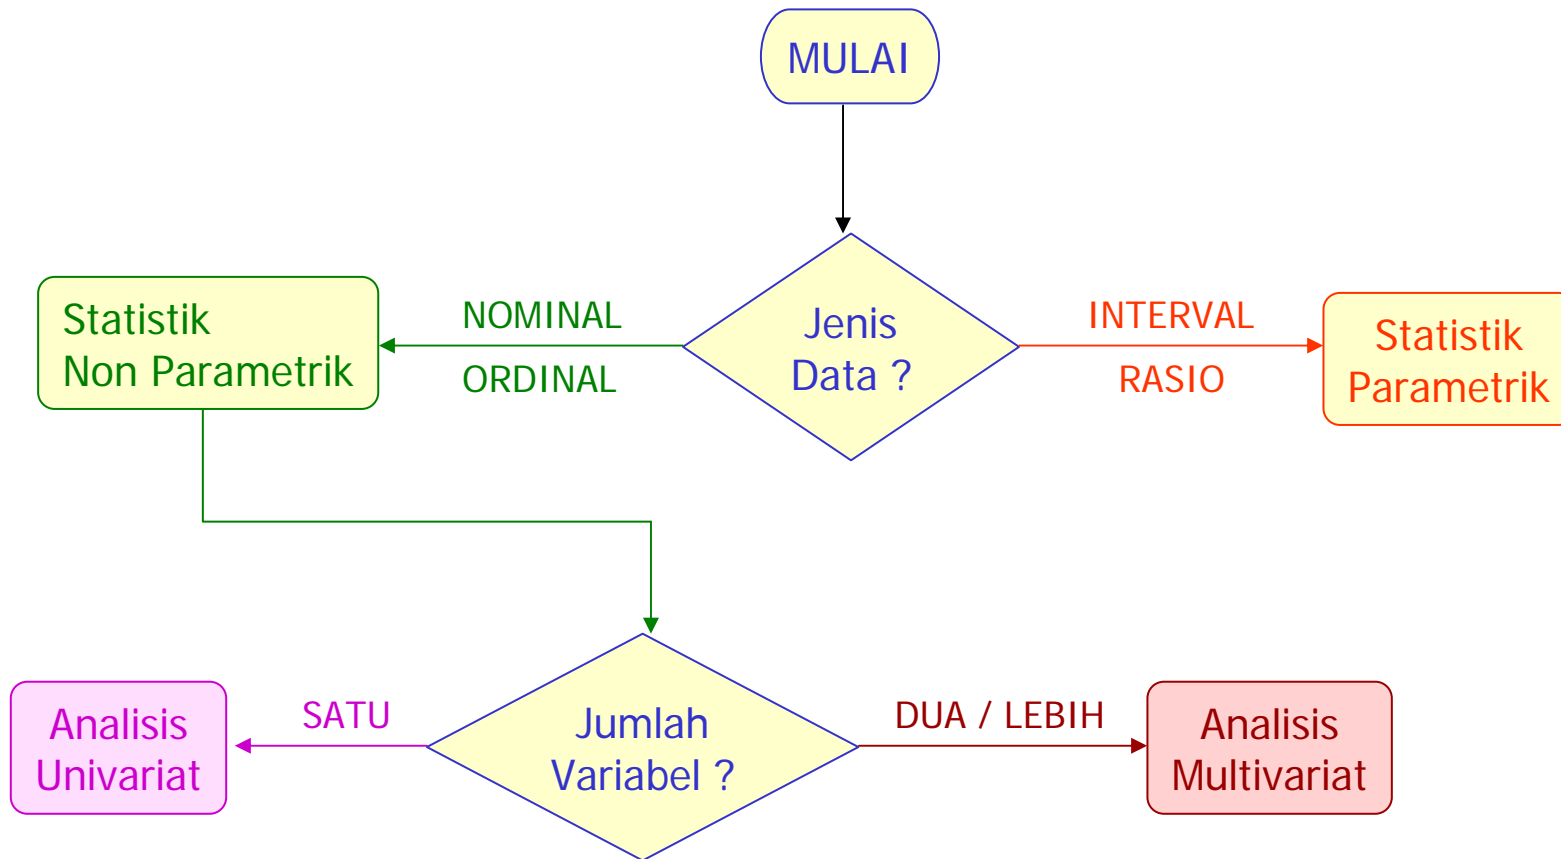 MULAI
Statistik
Non Parametrik
NOMINAL
ORDINAL
Jenis
Data ?
INTERVAL
RASIO
Statistik
Parametrik
Analisis
Univariat
SATU
Jumlah
Variabel ?
DUA / LEBIH
Analisis
Multivariat